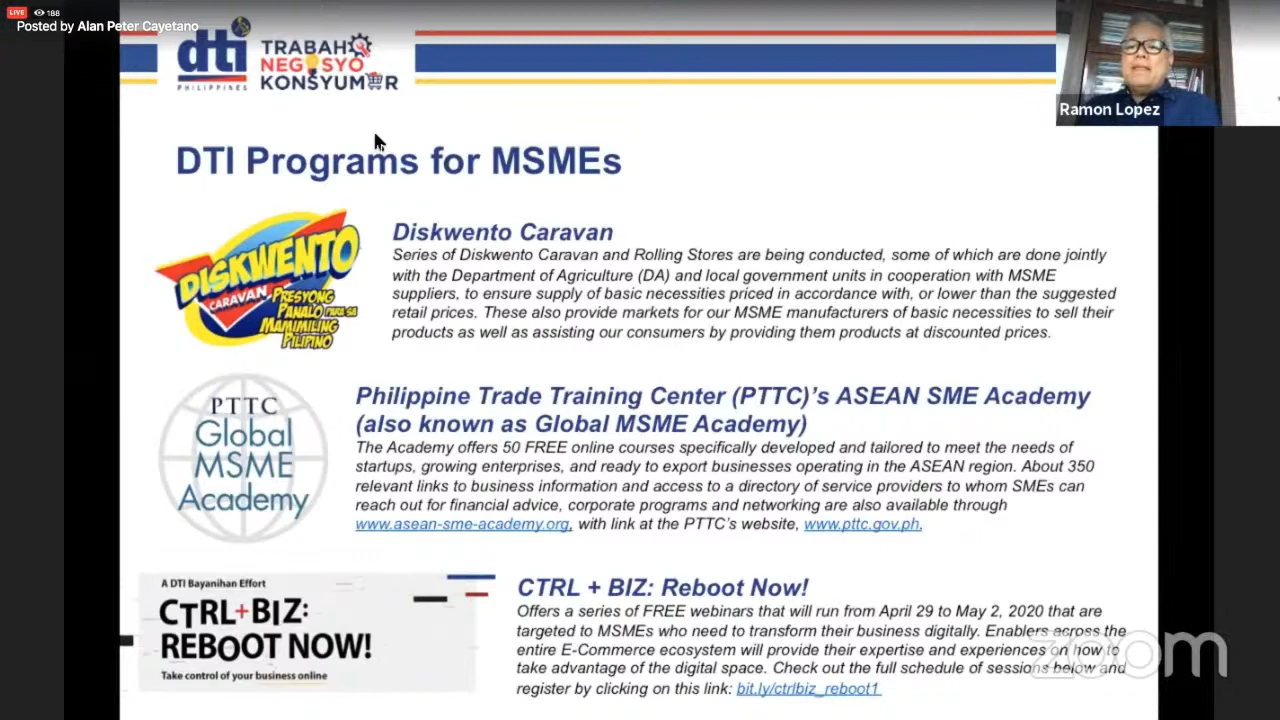 LIVE 188
Posted by Alan Peter Cayetano
dti
PHILIPPINES
TRABAHO
NEGOSYO
KONSYUMER
Ramon Lopez
DTI Programs for MSMEs
DISKWENTO
CARAVAN
PRESYONG
PANALO PARA SA
MAMIMILING
PILIPINO
Diskwento Caravan
Series of Diskwento Caravan and Rolling Stores are being conducted, some of which are done jointly
with the Department of Agriculture (DA) and local government units in cooperation with MSME
suppliers, to ensure supply of basic necessities priced in accordance with, or lower than the suggested
retail prices. These also provide markets for our MSME manufacturers of basic necessities to sell their
products as well as assisting our consumers by providing them products at discounted prices.
PTTC
Global
MSME
Academy
Philippine Trade Training Center (PTTC)'s ASEAN SME Academy
(also known as Global MSME Academy)
The Academy offers 50 FREE online courses specifically developed and tailored to meet the needs of
startups, growing enterprises, and ready to export businesses operating in the ASEAN region. About 350
relevant links to business information and access to a directory of service providers to whom SMEs can
reach out for financial advice, corporate programs and networking are also available through
www.asean-sme-academy.org, with link at the PTTC's website, www.pttc.gov.ph.
A DTI Bayanihan Effort
CTRL+BIZ:
REBOOT NOW!
Take control of your business online
CTRL + BIZ: Reboot Now!
Offers a series of FREE webinars that will run from April 29 to May 2, 2020 that are
targeted to MSMEs who need to transform their business digitally. Enablers across the
entire E-Commerce ecosystem will provide their expertise and experiences on how to
take advantage of the digital space. Check out the full schedule of sessions below and
register by clicking on this link: bit.ly/ctrlbiz_reboot1
zoom